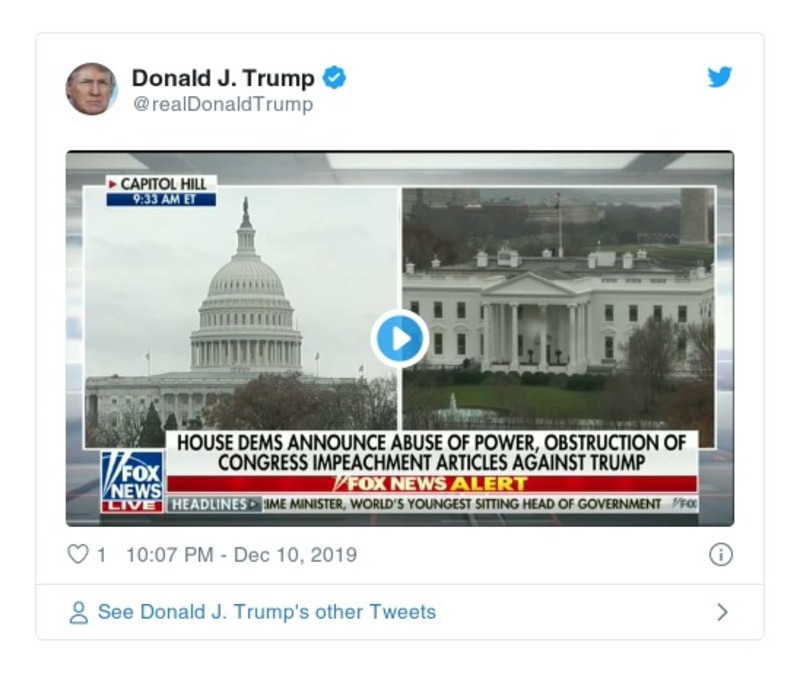 Donald J. Trump
@realDonaldTrump
CAPITOL HILL
9:33 AM ET
HOUSE DEMS ANNOUNCE ABUSE OF POWER, OBSTRUCTION OF
CONGRESS IMPEACHMENT ARTICLES AGAINST TRUMP
FOX
NEWS
LIVE
FOX NEWS ALERT
HEADLINES IME MINISTER, WORLD'S YOUNGEST SITTING HEAD OF GOVERNMENT FOX
1 10:07 PM - Dec 10, 2019
See Donald J. Trump's other Tweets